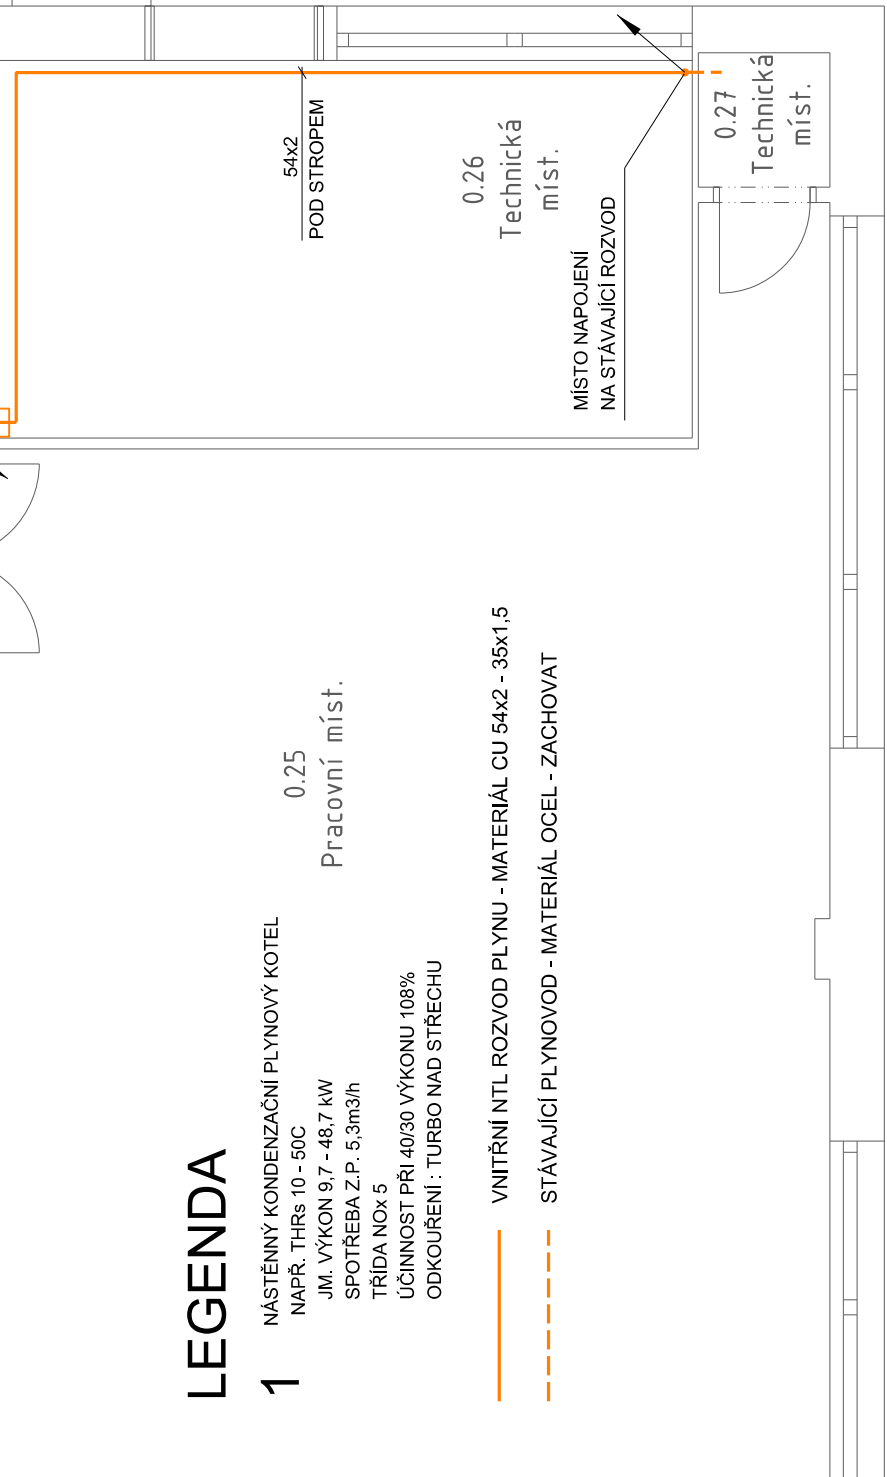 54x2
POD STROPEM
0.26
Technická
míst.
0.27
Technická
míst.
MÍSTO NAPOJENÍ
NA STÁVAJÍCÍ ROZVOD
0.25
Pracovní míst.
LEGENDA
1
NÁSTĚNNÝ KONDENZAČNÍ PLYNOVÝ KOTEL
NAPŘ. THRs 10 - 50C
JM. VÝKON 9,7 - 48,7 kW
SPOTŘEBA Z.P. 5,3m3/h
TŘÍDA NOx 5
ÚČINNOST PŘI 40/30 VÝKONU 108%
ODKOUŘENÍ : TURBO NAD STŘECHU
VNITŘNÍ NTL ROZVOD PLYNU - MATERIÁL CU 54x2 - 35x1,5
STÁVAJÍCÍ PLYNOVOD - MATERIÁL OCEL - ZACHOVAT